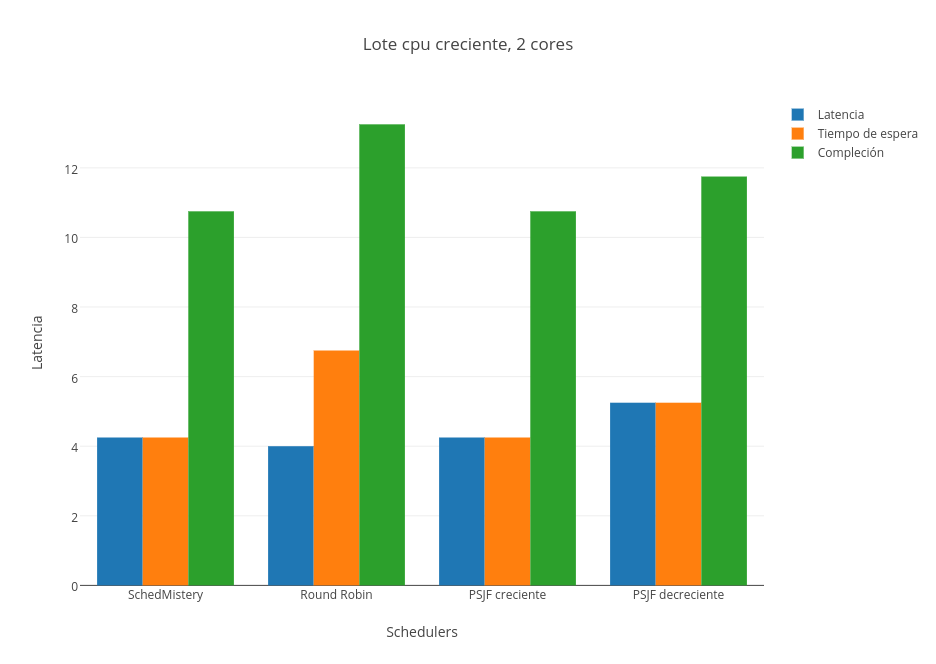 Lote cpu creciente, 2 cores
Latencia
Tiempo de espera
Compleción
12
10
8
6
4
2
0
Latencia
SchedMistery
Round Robin
PSJF creciente
PSJF decreciente
Schedulers